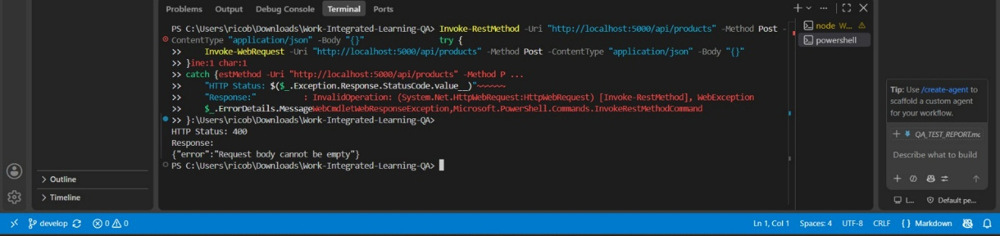 Problems Output Debug Console Terminal Ports
PS C:\Users\ricob\Downloads\Work-Integrated-Learning-QA> Invoke-RestMethod -Uri "http://localhost:5000/api/products" -Method Post -
ContentType "application/json" -Body "{}" try {
>> Invoke-WebRequest -Uri "http://localhost:5000/api/products" -Method Post -ContentType "application/json" -Body "{}"
>> }ine:1 char:1
>> catch {estMethod -Uri "http://localhost:5000/api/products" -Method P ...
>> "HTTP Status: $($_.Exception.Response.StatusCode.value__)"~~~~~~
>> "Response:" : InvalidOperation: (System.Net.HttpWebRequest:HttpWebRequest) [Invoke-RestMethod], WebException
>> $_.ErrorDetails.MessageWebCmdletWebResponseException,Microsoft.PowerShell.Commands.InvokeRestMethodCommand
>> }:\Users\ricob\Downloads\Work-Integrated-Learning-QA>
HTTP Status: 400
Response:
{"error":"Request body cannot be empty"}
PS C:\Users\ricob\Downloads\Work-Integrated-Learning-QA>
node W...
powershell
Tip: Use /create-agent to
scaffold a custom agent
for your workflow.
QA_TEST_REPORT.mc
Describe what to build
L...
Default pe...
Outline
Timeline
develop 0 0
Ln 1, Col 1 Spaces: 4 UTF-8 CRLF { } Markdown